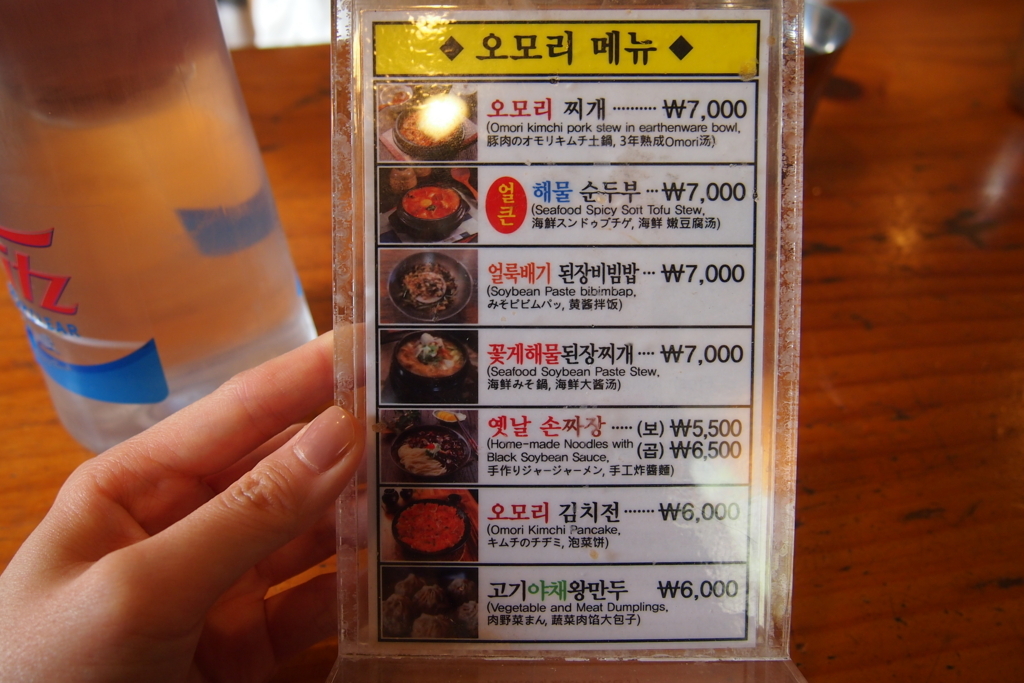 ◆ 오모리 메뉴 ◆
오모리 찌개 ·········· ₩7,000
(Omori kimchi pork stew in earthenware bowl,
豚肉のオモリキムチ土鍋, 3年熟成Omori汤)
얼큰 해물 순두부 ··· ₩7,000
(Seafood Spicy Sort Tofu Stew,
海鮮スンドゥブチゲ, 海鮮 嫩豆腐汤)
얼룩배기 된장비빔밥 ··· ₩7,000
(Soybean Paste bibimbap,
みそビビムパッ, 黄酱拌饭)
꽃게해물된장찌개 ···· ₩7,000
(Seafood Soybean Paste Stew,
海鮮みそ鍋, 海鮮大酱汤)
옛날 손짜장 ····· (보) ₩5,500
(곱) ₩6,500
(Home-made Noodles with
Black Soybean Sauce,
手作りジャージャーメン, 手工炸醬麵)
오모리 김치전 ······· ₩6,000
(Omori Kimchi Pancake,
キムチのチヂミ, 泡菜饼)
고기야채왕만두 ₩6,000
(Vegetable and Meat Dumplings,
肉野菜まん, 蔬菜肉馅大包子)